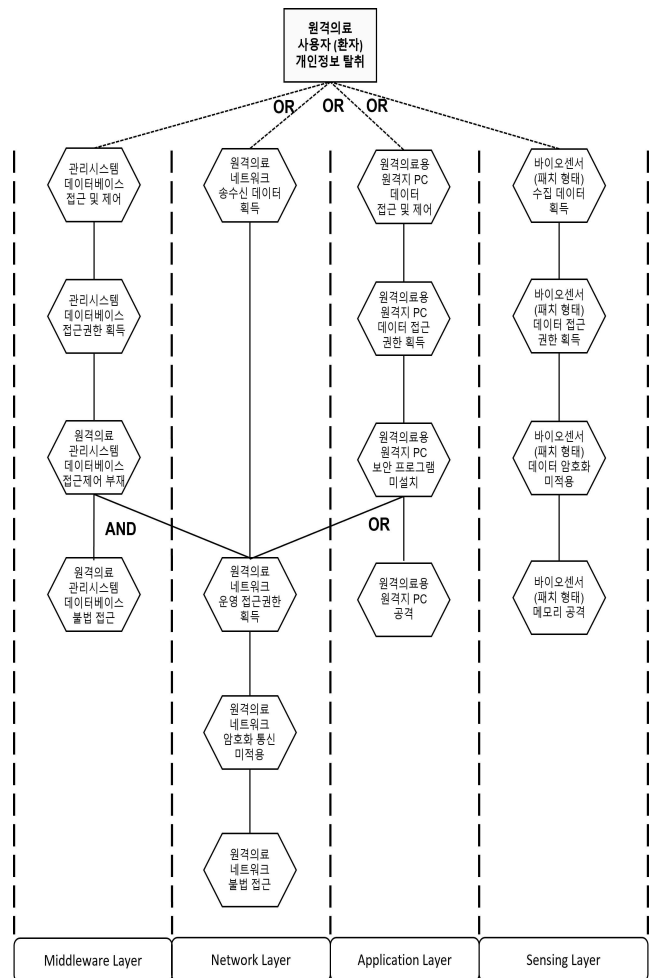 원격의료
사용자 (환자)
개인정보 탈취
OR
OR
OR
관리시스템
데이터베이스
접근 및 제어
원격의료
네트워크
송수신 데이터
획득
원격의료용
원격지 PC
데이터
접근 및 제어
바이오센서
(패치 형태)
수집 데이터
획득
관리시스템
데이터베이스
접근권한 획득
원격의료용
원격지 PC
데이터 접근
권한 획득
바이오센서
(패치 형태)
데이터 접근
권한 획득
원격의료
관리시스템
데이터베이스
접근제어 부재
원격의료용
원격지 PC
보안 프로그램
미설치
바이오센서
(패치 형태)
데이터 암호화
미적용
AND
OR
원격의료
관리시스템
데이터베이스
불법 접근
원격의료
네트워크
운영 접근권한
획득
원격의료용
원격지 PC
공격
바이오센서
(패치 형태)
메모리 공격
원격의료
네트워크
암호화 통신
미적용
원격의료
네트워크
불법 접근
Middleware Layer
Network Layer
Application Layer
Sensing Layer